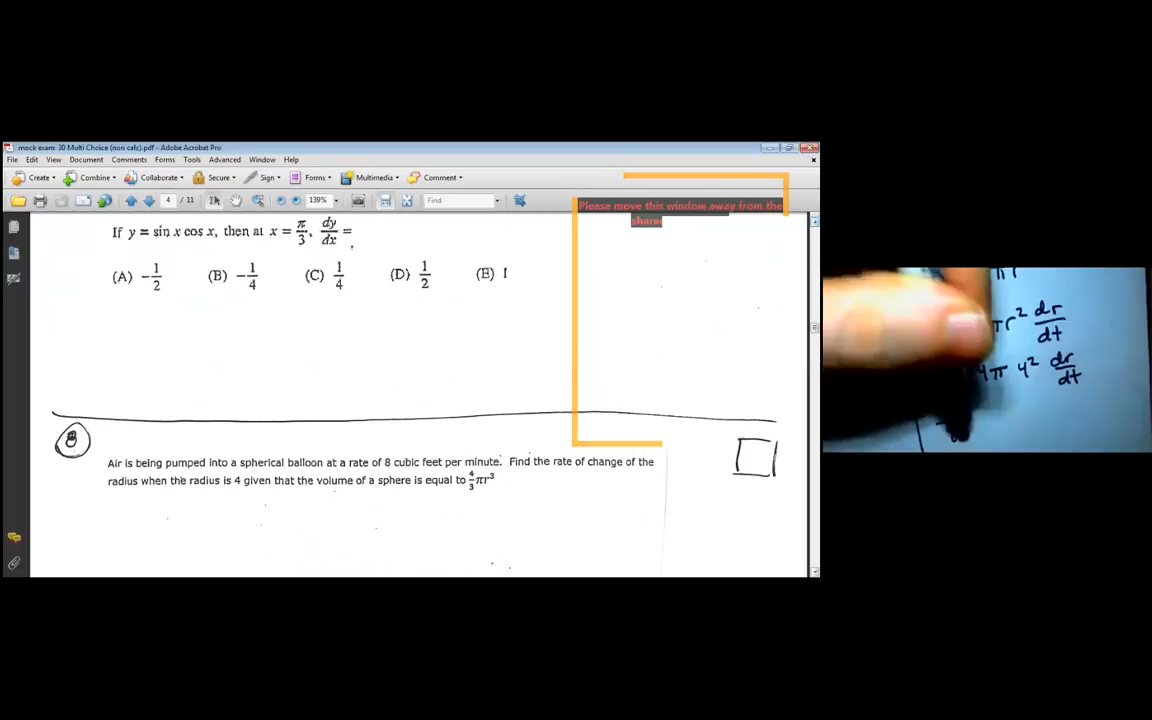 mock exam 30 Multi Choice (non calc).pdf - Adobe Acrobat Pro
File Edit View Document Comments Forms Tools Advanced Window Help
Create Combine Collaborate Secure Sign Forms Multimedia Comment
4 / 11 139% Find
Please move this window away from the
sharer
If y = sin x cos x, then at x = π/3, dy/dx =
(A) -1/2 (B) -1/4 (C) 1/4 (D) 1/2 (E) 1
8
Air is being pumped into a spherical balloon at a rate of 8 cubic feet per minute. Find the rate of change of the
radius when the radius is 4 given that the volume of a sphere is equal to 4/3 πr³
πr² dr/dt
4π 4² dr/dt